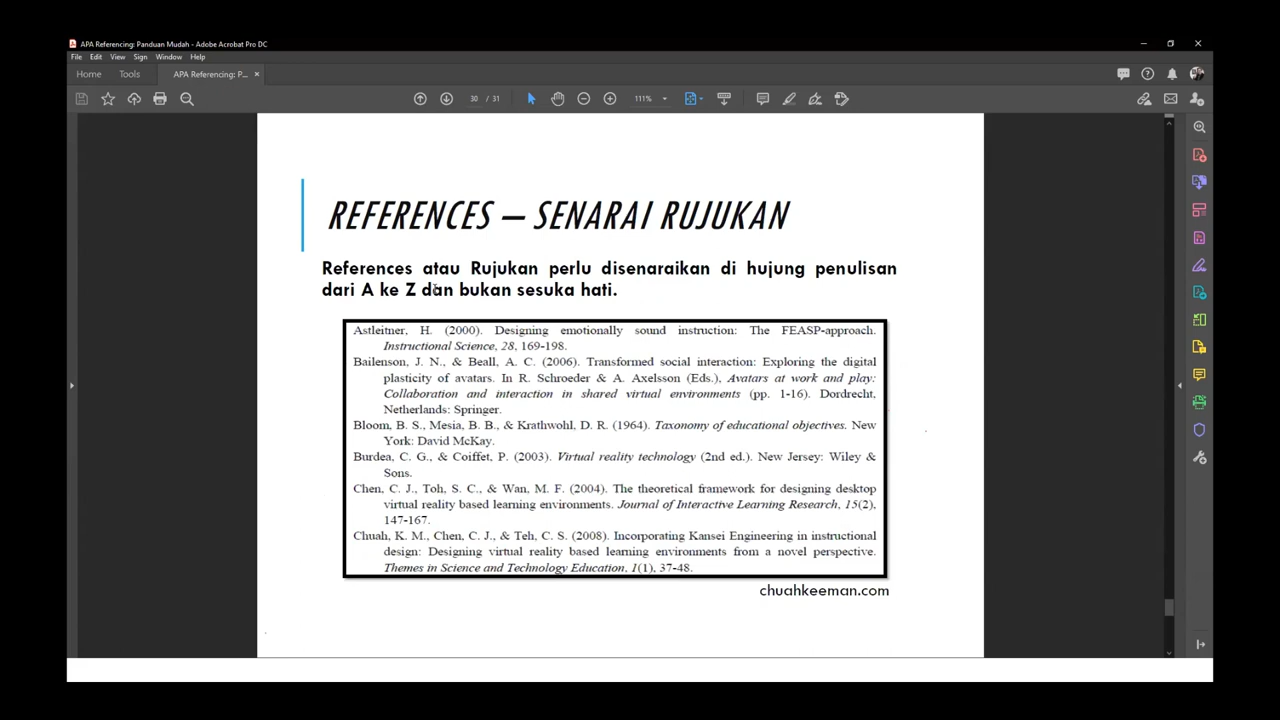 APA Referencing: Panduan Mudah - Adobe Acrobat Pro DC
File Edit View Sign Window Help
Home Tools APA Referencing: P... ×
30 / 31 111%
REFERENCES – SENARAI RUJUKAN
References atau Rujukan perlu disenaraikan di hujung penulisan
dari A ke Z dan bukan sesuka hati.
Astleitner, H. (2000). Designing emotionally sound instruction: The FEASP-approach.
Instructional Science, 28, 169-198.
Bailenson, J. N., & Beall, A. C. (2006). Transformed social interaction: Exploring the digital
plasticity of avatars. In R. Schroeder & A. Axelsson (Eds.), Avatars at work and play:
Collaboration and interaction in shared virtual environments (pp. 1-16). Dordrecht,
Netherlands: Springer.
Bloom, B. S., Mesia, B. B., & Krathwohl, D. R. (1964). Taxonomy of educational objectives. New
York: David McKay.
Burdea, C. G., & Coiffet, P. (2003). Virtual reality technology (2nd ed.). New Jersey: Wiley &
Sons.
Chen, C. J., Toh, S. C., & Wan, M. F. (2004). The theoretical framework for designing desktop
virtual reality based learning environments. Journal of Interactive Learning Research, 15(2),
147-167.
Chuah, K. M., Chen, C. J., & Teh, C. S. (2008). Incorporating Kansei Engineering in instructional
design: Designing virtual reality based learning environments from a novel perspective.
Themes in Science and Technology Education, 1(1), 37-48.
chuahkeeman.com